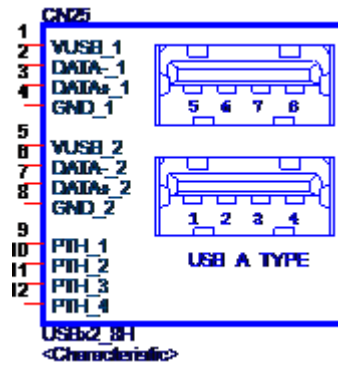 CN25
1 VUSB_1
2 DATA-_1
3 DATA+_1
4 GND_1
5 VUSB_2
6 DATA-_2
7 DATA+_2
8 GND_2
9 PTH_1
10 PTH_2
11 PTH_3
12 PTH_4
5 6 7 8
1 2 3 4
USB A TYPE
USBx2_8H
<Characteristic>